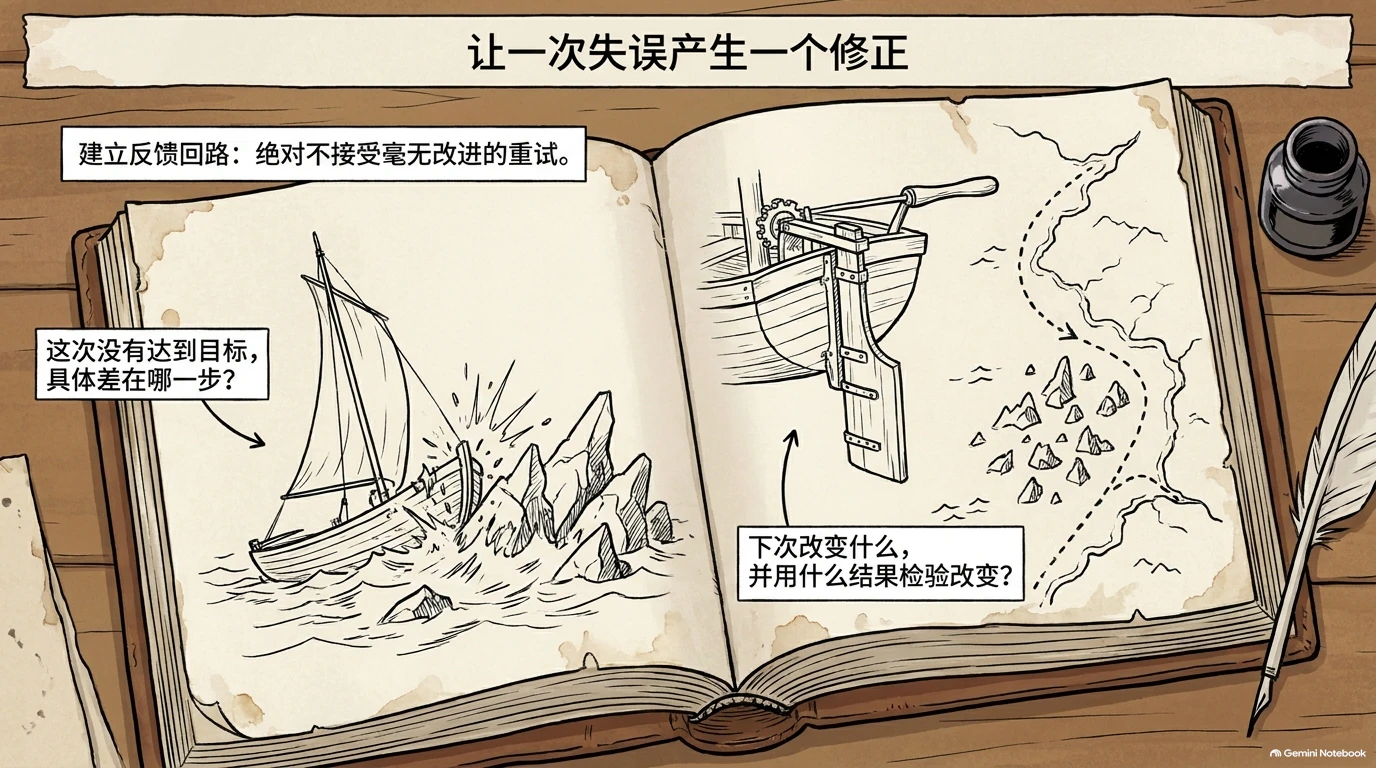 让一次失误产生一个修正
建立反馈回路：绝对不接受毫无改进的重试。
这次没有达到目标，
具体差在哪一步？
下次改变什么，
并用什么结果检验改变？
Gemini Notebook